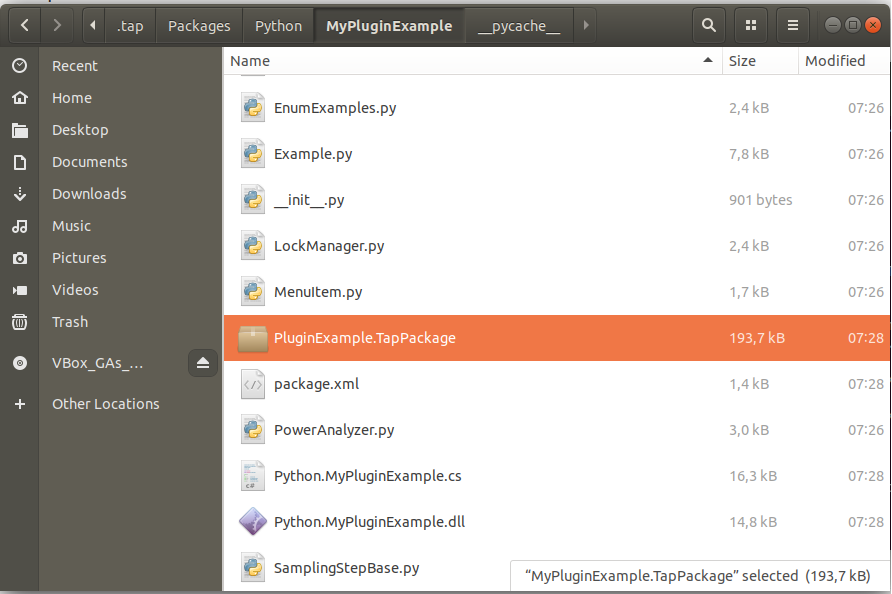 .tap Packages Python MyPluginExample __pycache__
Recent
Home
Desktop
Documents
Downloads
Music
Pictures
Videos
Trash
VBox_GAs_...
Other Locations
Name Size Modified
EnumExamples.py 2,4 kB 07:26
Example.py 7,8 kB 07:26
__init__.py 901 bytes 07:26
LockManager.py 2,4 kB 07:26
MenuItem.py 1,7 kB 07:26
PluginExample.TapPackage 193,7 kB 07:28
package.xml 1,4 kB 07:28
PowerAnalyzer.py 3,0 kB 07:26
Python.MyPluginExample.cs 16,3 kB 07:28
Python.MyPluginExample.dll 14,8 kB 07:28
SamplingStepBase.py
“MyPluginExample.TapPackage” selected (193,7 kB)